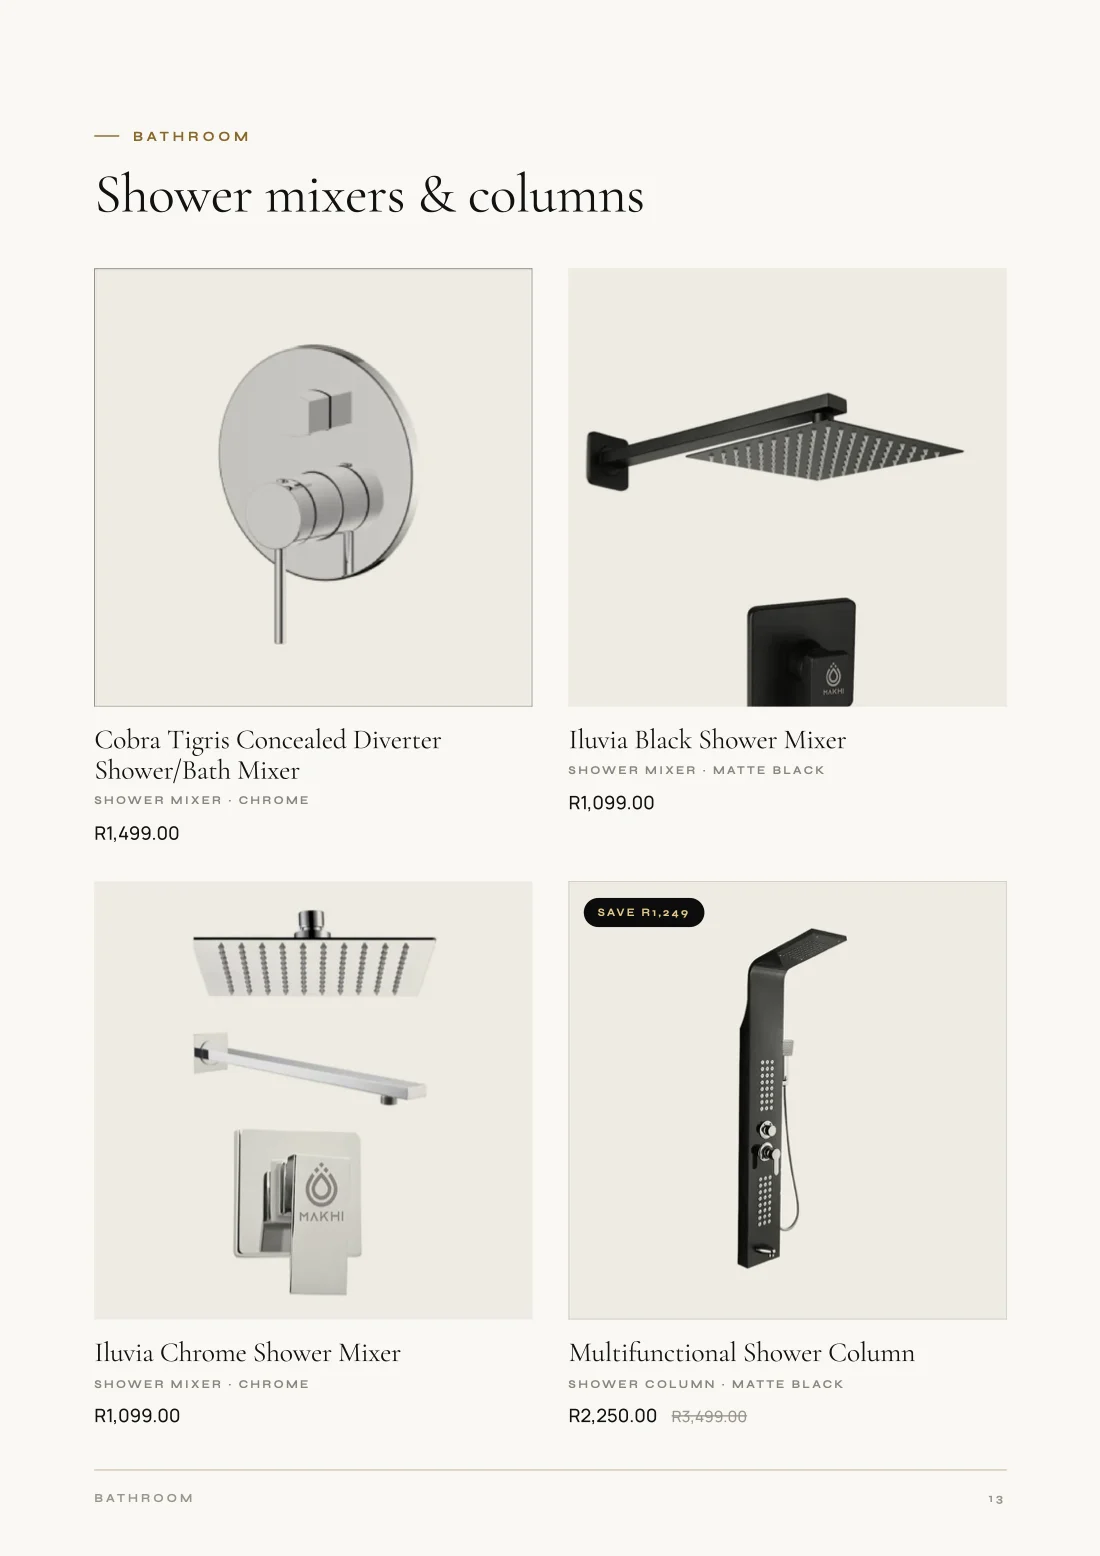 BATHROOM
Shower mixers & columns
MAKHI
Cobra Tigris Concealed Diverter
Shower/Bath Mixer
SHOWER MIXER · CHROME
R1,499.00
Iluvia Black Shower Mixer
SHOWER MIXER · MATTE BLACK
R1,099.00
MAKHI
Iluvia Chrome Shower Mixer
SHOWER MIXER · CHROME
R1,099.00
SAVE R1,249
Multifunctional Shower Column
SHOWER COLUMN · MATTE BLACK
R2,250.00 R3,499.00
BATHROOM 13